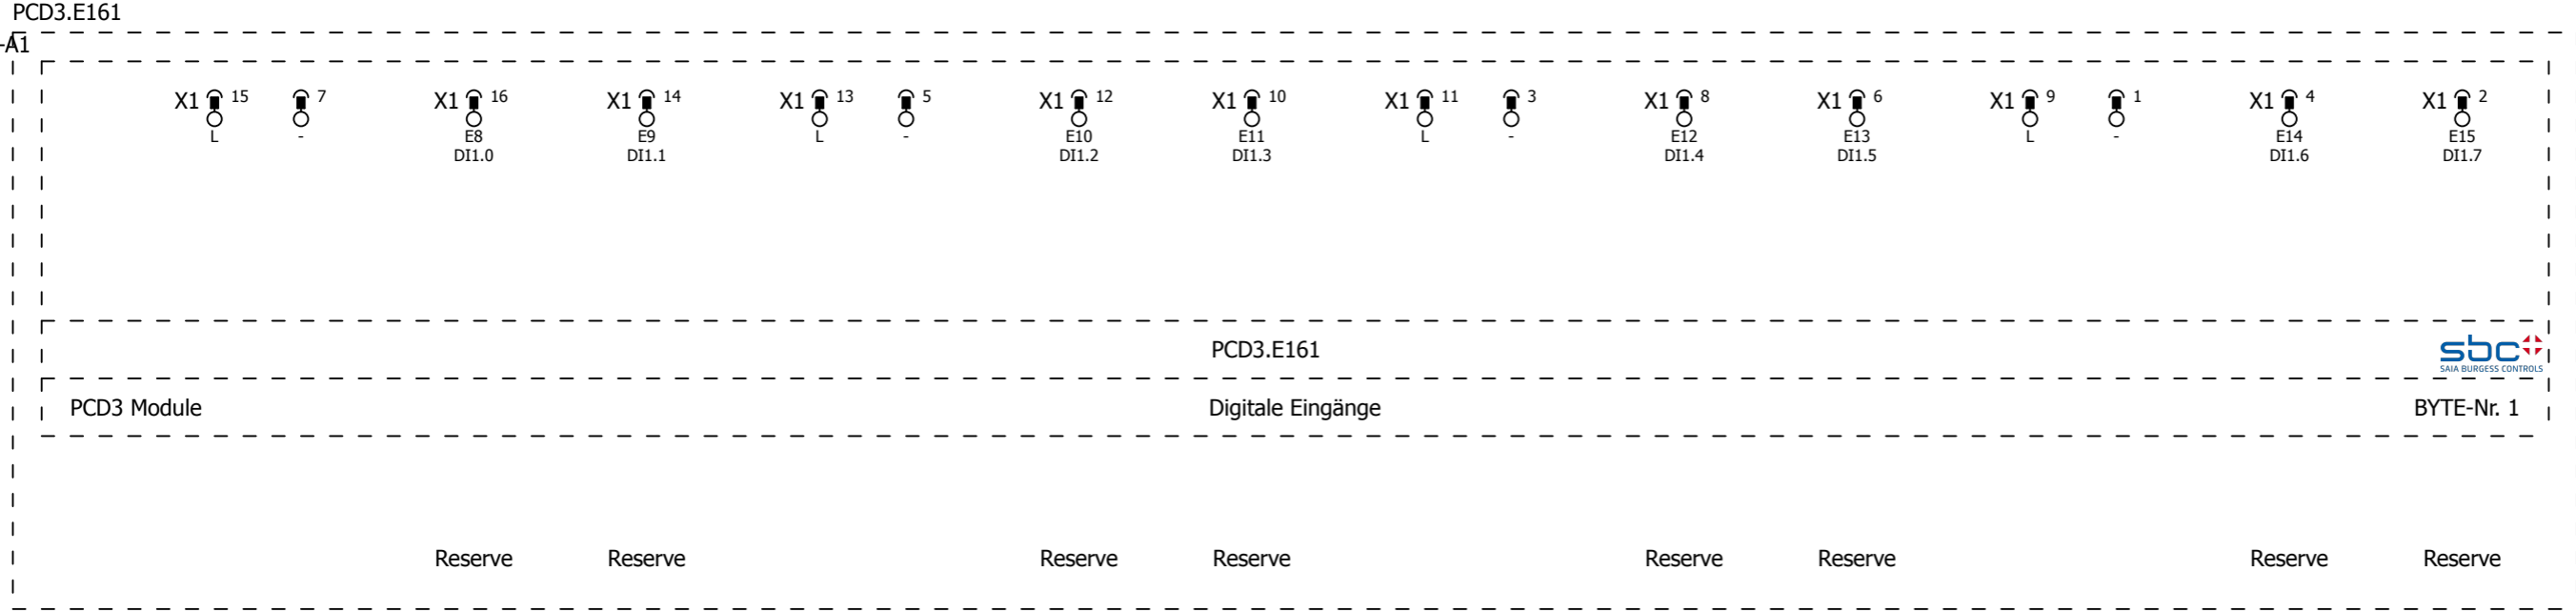 PCD3.E161
-A1
X1 15 7 X1 16 X1 14 X1 13 5 X1 12 X1 10 X1 11 3 X1 8 X1 6 X1 9 1 X1 4 X1 2
L - E8 E9 L - E10 E11 L - E12 E13 L - E14 E15
DI1.0 DI1.1 DI1.2 DI1.3 DI1.4 DI1.5 DI1.6 DI1.7
PCD3.E161
sbc
SAIA BURGESS CONTROLS
PCD3 Module Digitale Eingänge BYTE-Nr. 1
Reserve Reserve Reserve Reserve Reserve Reserve Reserve Reserve